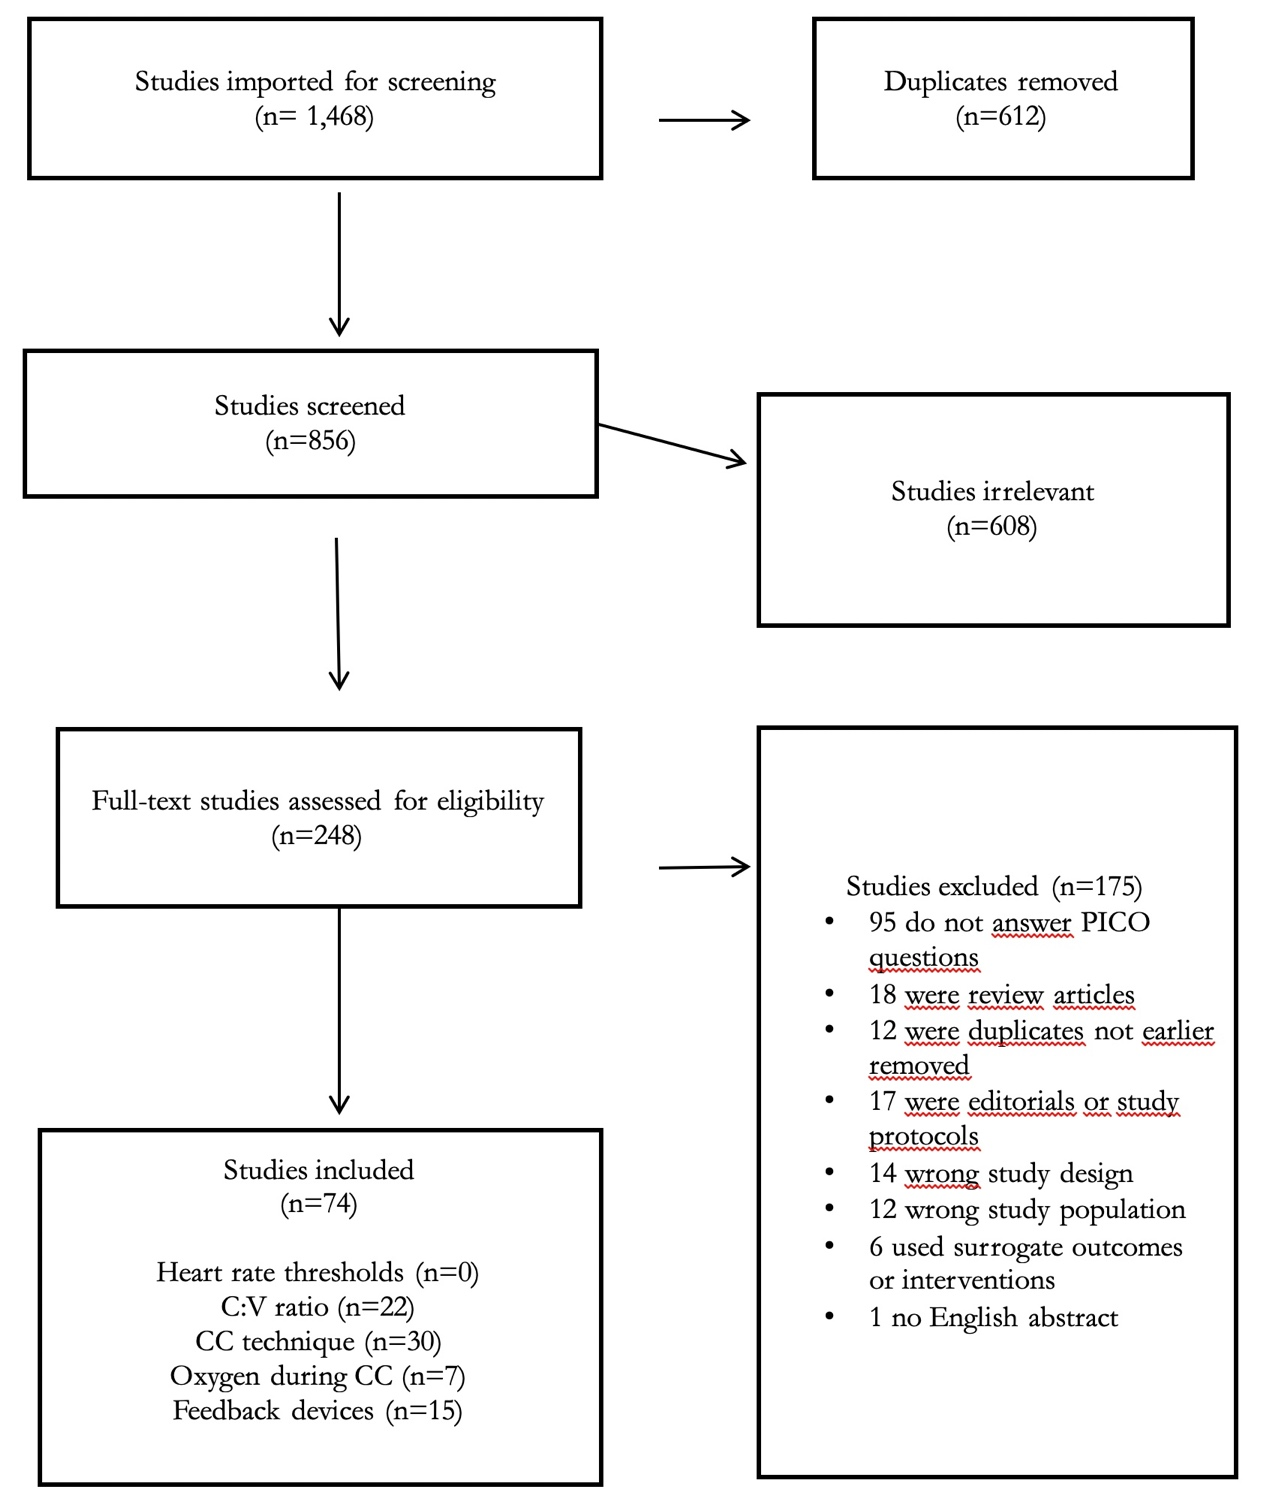 Studies imported for screening
(n= 1,468)
Duplicates removed
(n=612)
Studies screened
(n=856)
Studies irrelevant
(n=608)
Full-text studies assessed for eligibility
(n=248)
Studies excluded (n=175)
• 95 do not answer PICO
questions
• 18 were review articles
• 12 were duplicates not earlier
removed
• 17 were editorials or study
protocols
• 14 wrong study design
• 12 wrong study population
• 6 used surrogate outcomes
or interventions
• 1 no English abstract
Studies included
(n=74)
Heart rate thresholds (n=0)
C:V ratio (n=22)
CC technique (n=30)
Oxygen during CC (n=7)
Feedback devices (n=15)